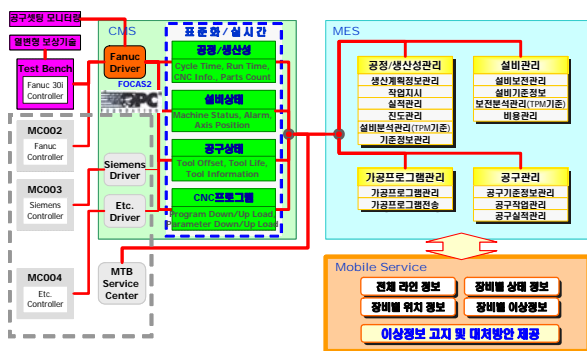 공구셋팅 모니터링
열변형 보상기술
Test Bench
Fanuc 30i
Controller
MC002
Fanuc
Controller
MC003
Siemens
Controller
MC004
Etc.
Controller
CMS
Fanuc
Driver
FOCAS2
OPC
Siemens
Driver
Etc.
Driver
MTB
Service
Center
표준화/실시간
공정/생산성
Cycle Time, Run Time,
CNC Info., Parts Count
설비상태
Machine Status, Alarm,
Axis Position
공구상태
Tool Offset, Tool Life,
Tool Information
CNC프로그램
Program Down/Up Load,
Parameter Down/Up Load
MES
공정/생산성관리
생산계획정보관리
작업지시
실적관리
진도관리
설비분석관리(TPM기준)
기준정보관리
설비관리
설비보전관리
설비기준정보
보전분석관리(TPM기준)
비용관리
가공프로그램관리
가공프로그램관리
가공프로그램전송
공구관리
공구기준정보관리
공구작업관리
공구실적관리
Mobile Service
전체 라인 정보
장비별 상태 정보
장비별 위치 정보
장비별 이상정보
이상정보 고지 및 대처방안 제공